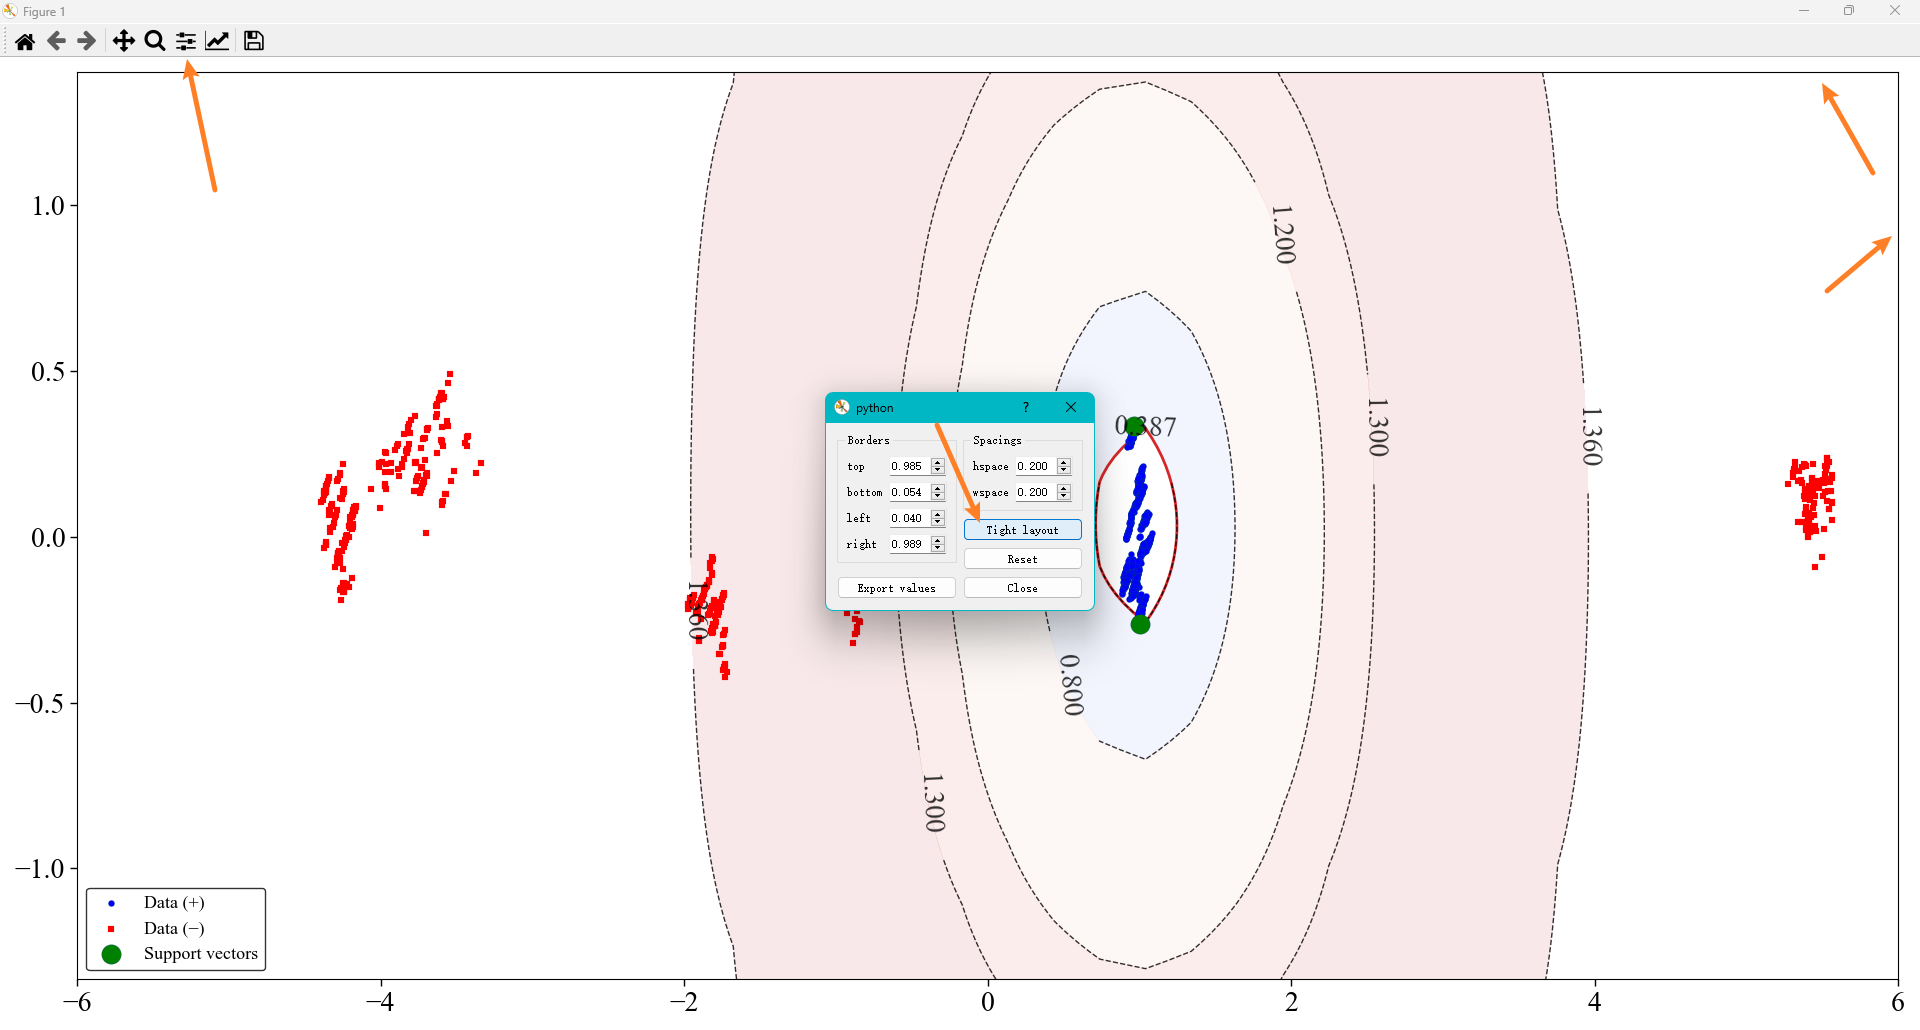 Figure 1
1.0
0.5
0.0
−0.5
−1.0
−6
−4
−2
0
2
4
6
1.200
1.300
1.360
0.387
0.800
1.300
1.360
python
?
Borders
top 0.985
bottom 0.054
left 0.040
right 0.989
Spacings
hspace 0.200
wspace 0.200
Tight layout
Reset
Export values
Close
Data (+)
Data (−)
Support vectors